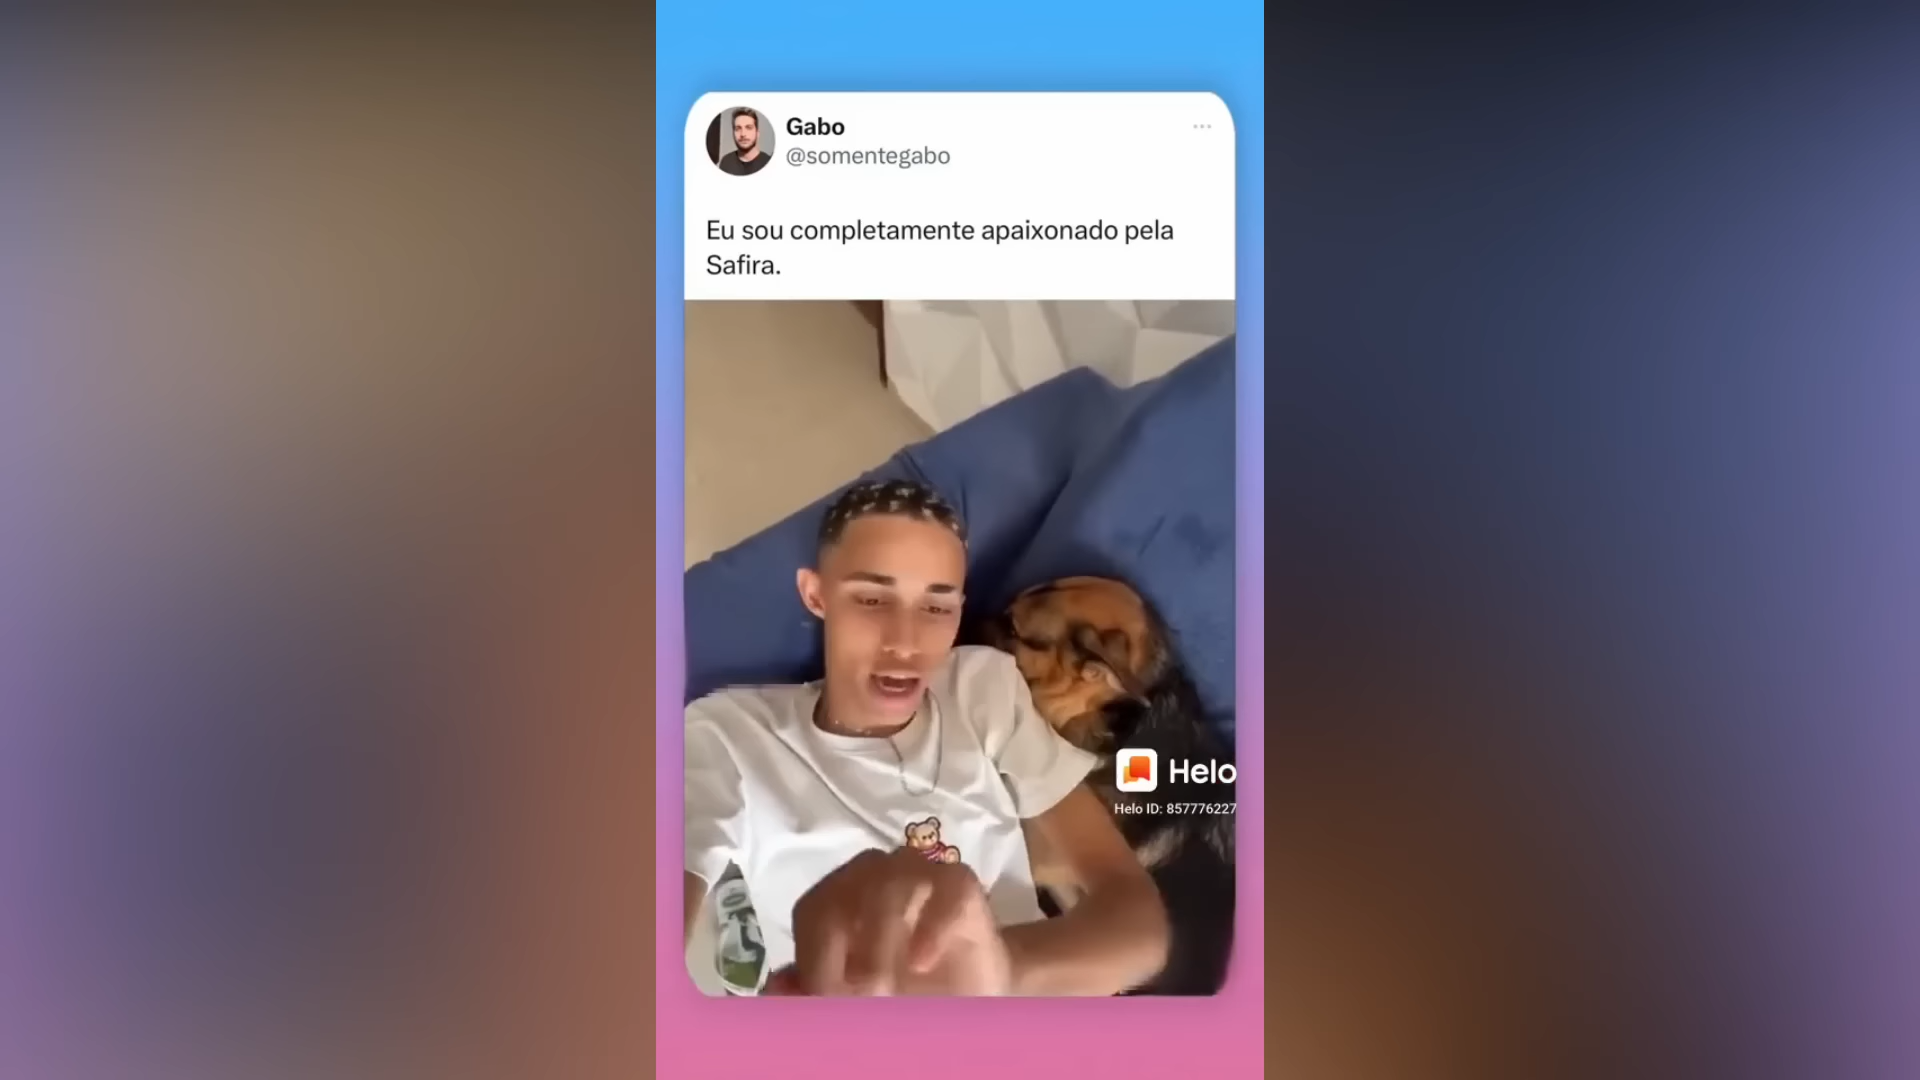 Gabo
@somentegabo
Eu sou completamente apaixonado pela
Safira.
Helo
Helo ID: 857776227